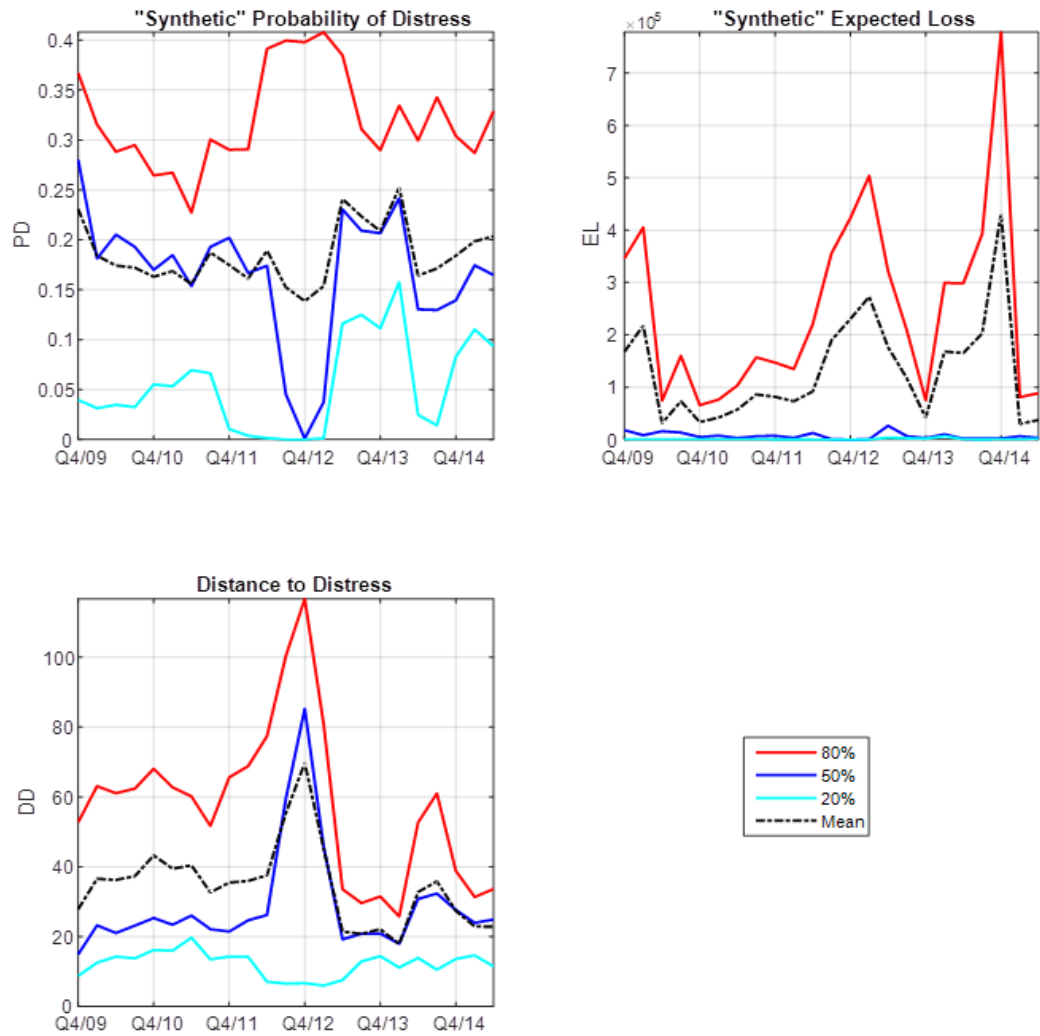 "Synthetic" Probability of Distress
0.4
0.35
0.3
0.25
0.2
0.15
0.1
0.05
0
PD
Q4/09 Q4/10 Q4/11 Q4/12 Q4/13 Q4/14
"Synthetic" Expected Loss
×10^5
7
6
5
4
3
2
1
0
EL
Q4/09 Q4/10 Q4/11 Q4/12 Q4/13 Q4/14
Distance to Distress
100
80
60
40
20
0
DD
Q4/09 Q4/10 Q4/11 Q4/12 Q4/13 Q4/14
80%
50%
20%
Mean